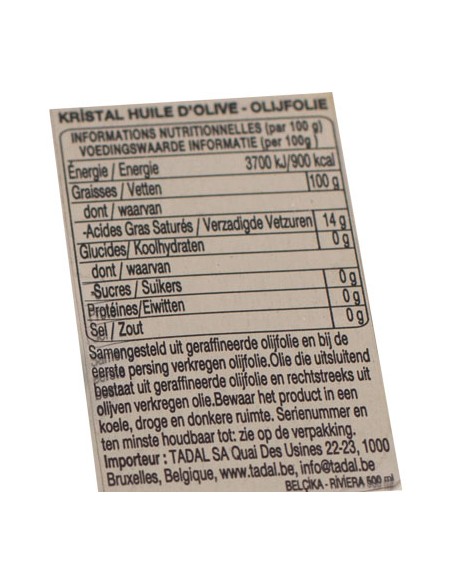 KRİSTAL HUILE D'OLIVE - OLIJFOLIE
INFORMATIONS NUTRITIONNELLES (par 100 g)
VOEDINGSWAARDE INFORMATIE (per 100g)
Énergie / Energie 3700 kJ/900 kcal
Graisses / Vetten 100 g
dont / waarvan
-Acides Gras Saturés / Verzadigde Vetzuren 14 g
Glucides/ Koolhydraten 0 g
dont / waarvan
-Sucres / Suikers 0 g
Protéines/Eiwitten 0 g
Sel / Zout 0 g
Samengesteld uit geraffineerde olijfolie en bij de
eerste persing verkregen olijfolie.Olie die uitsluitend
bestaat uit geraffineerde olijfolie en rechtstreeks uit
olijven verkregen olie.Bewaar het product in een
koele, droge en donkere ruimte. Serienummer en
ten minste houdbaar tot: zie op de verpakking.
Importeur : TADAL SA Quai Des Usines 22-23, 1000
Bruxelles, Belgique, www.tadal.be, info@tadal.be
BELÇİKA - RİVİERA 500 ml